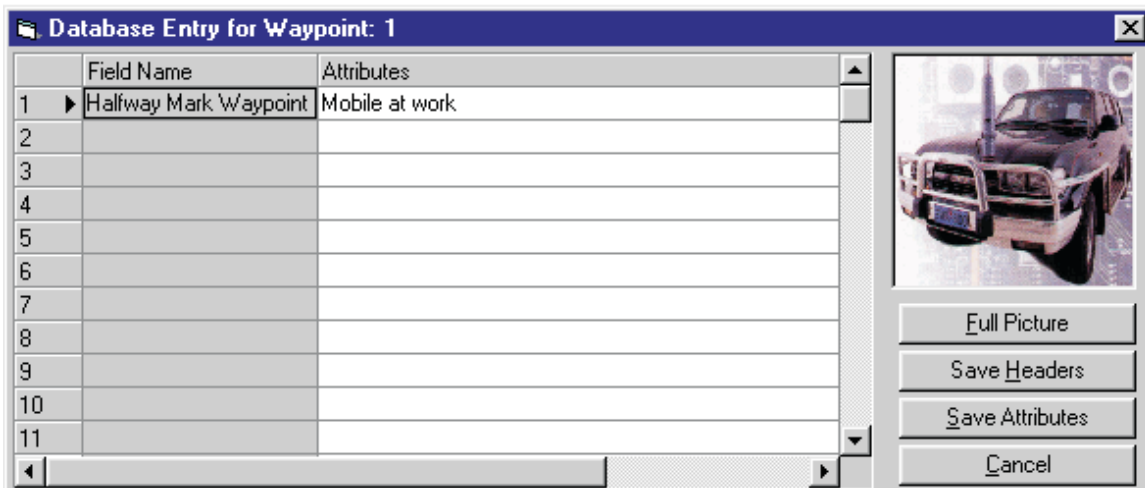 Database Entry for Waypoint: 1
Field Name Attributes
1 Halfway Mark Waypoint Mobile at work
2
3
4
5
6
7
8
9
10
11
Full Picture
Save Headers
Save Attributes
Cancel